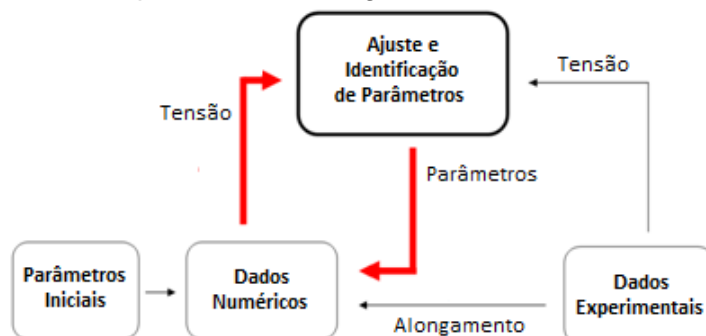 Ajuste e
Identificação
de Parâmetros
Tensão
Tensão
Parâmetros
Parâmetros
Iniciais
Dados
Numéricos
Dados
Experimentais
Alongamento